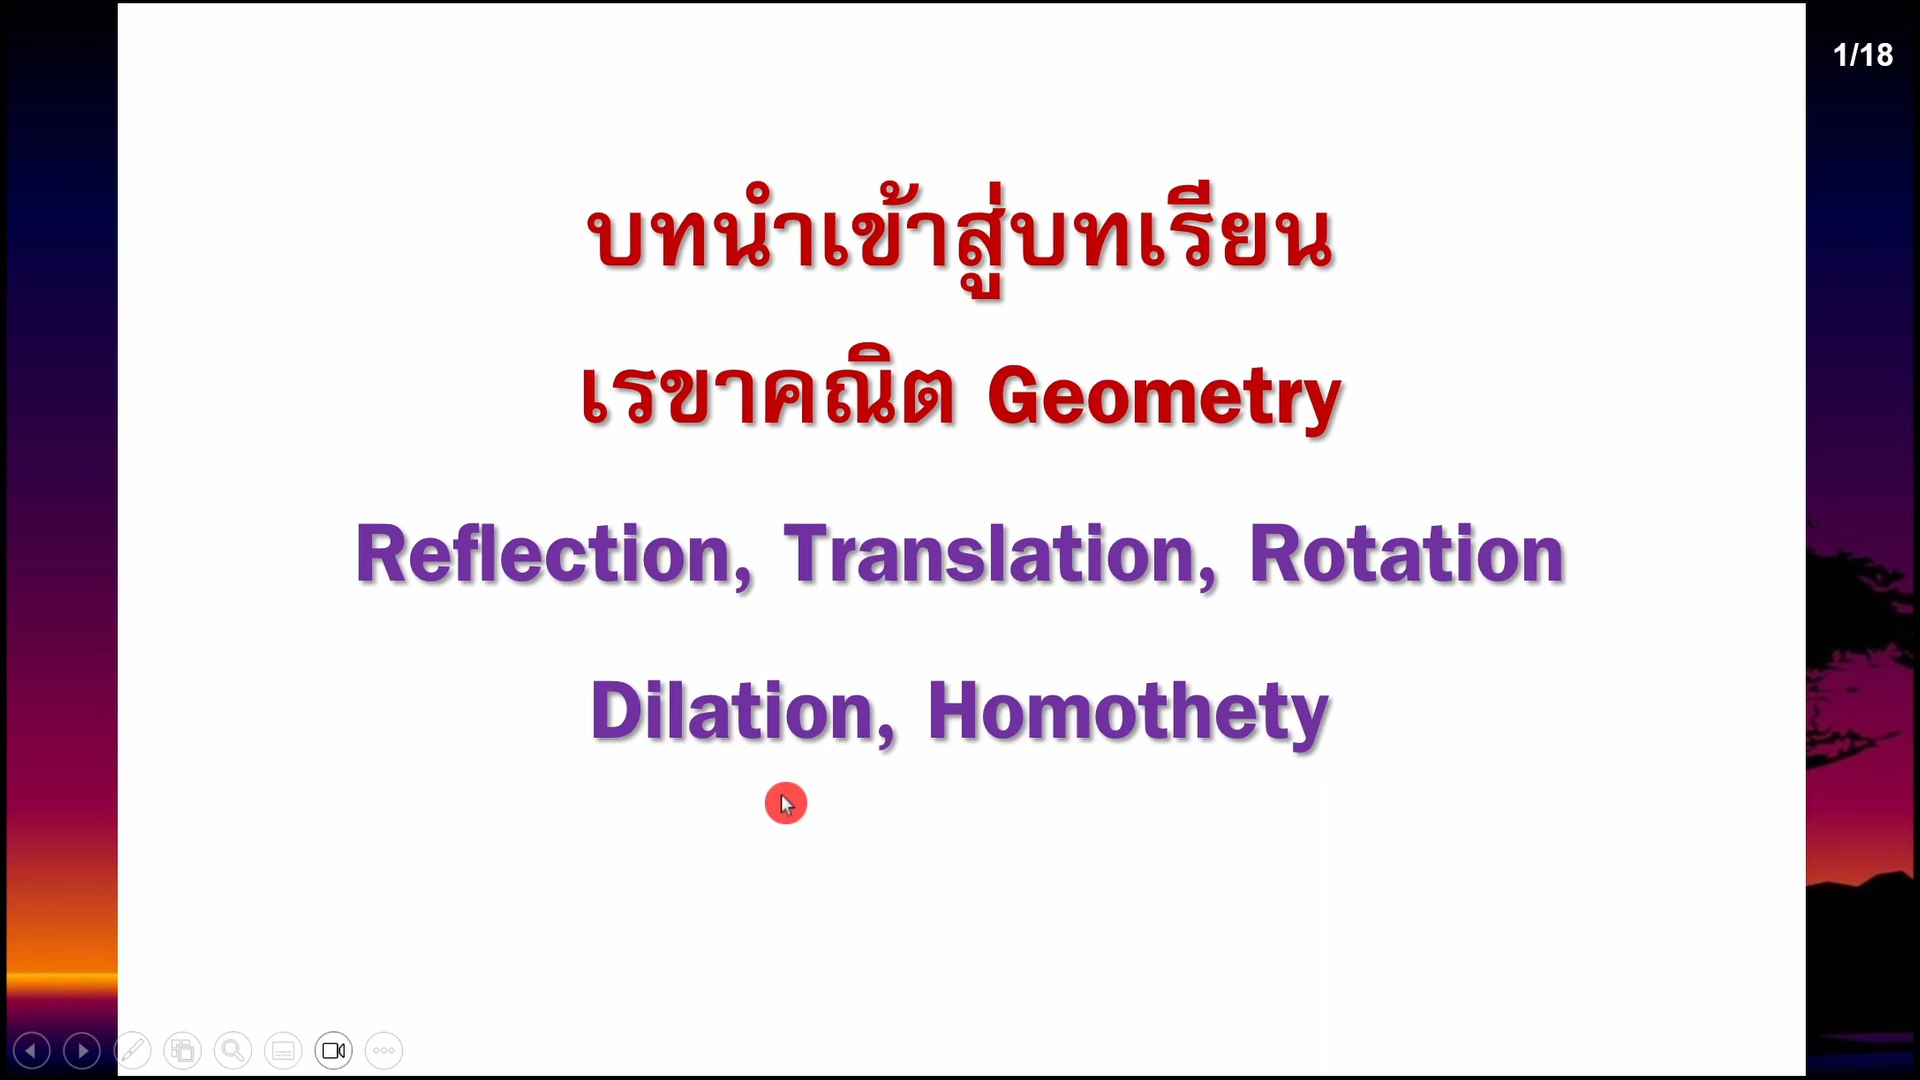 1/18
บทนำเข้าสู่บทเรียน
เรขาคณิต Geometry
Reflection, Translation, Rotation
Dilation, Homothety